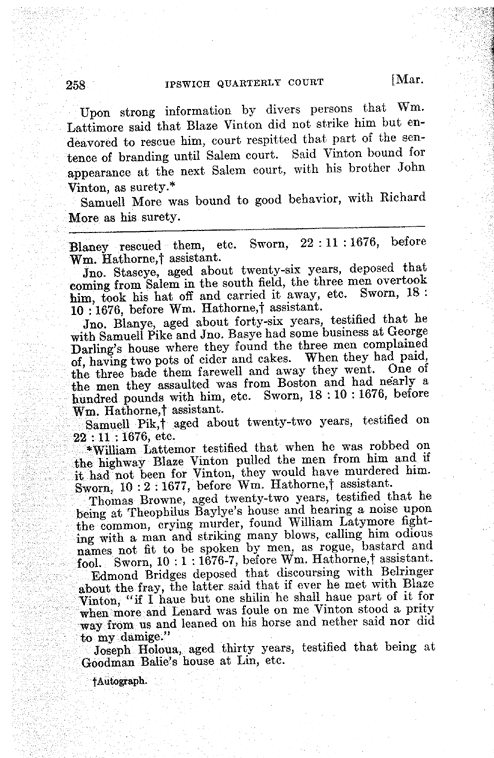 258 IPSWICH QUARTERLY COURT [Mar.
Upon strong information by divers persons that Wm.
Lattimore said that Blaze Vinton did not strike him but en-
deavored to rescue him, court respitted that part of the sen-
tence of branding until Salem court. Said Vinton bound for
appearance at the next Salem court, with his brother John
Vinton, as surety.*
Samuell More was bound to good behavior, with Richard
More as his surety.
Blaney rescued them, etc. Sworn, 22 : 11 : 1676, before
Wm. Hathorne,† assistant.
Jno. Stascye, aged about twenty-six years, deposed that
coming from Salem in the south field, the three men overtook
him, took his hat off and carried it away, etc. Sworn, 18 :
10 : 1676, before Wm. Hathorne,† assistant.
Jno. Blanye, aged about forty-six years, testified that he
with Samuell Pike and Jno. Basye had some business at George
Darling's house where they found the three men complained
of, having two pots of cider and cakes. When they had paid,
the three bade them farewell and away they went. One of
the men they assaulted was from Boston and had nearly a
hundred pounds with him, etc. Sworn, 18 : 10 : 1676, before
Wm. Hathorne,† assistant.
Samuell Pik,† aged about twenty-two years, testified on
22 : 11 : 1676, etc.
*William Lattemor testified that when he was robbed on
the highway Blaze Vinton pulled the men from him and if
it had not been for Vinton, they would have murdered him.
Sworn, 10 : 2 : 1677, before Wm. Hathorne,† assistant.
Thomas Browne, aged twenty-two years, testified that he
being at Theophilus Baylye's house and hearing a noise upon
the common, crying murder, found William Latymore fight-
ing with a man and striking many blows, calling him odious
names not fit to be spoken by men, as rogue, bastard and
fool. Sworn, 10 : 1 : 1676-7, before Wm. Hathorne,† assistant.
Edmond Bridges deposed that discoursing with Belringer
about the fray, the latter said that if ever he met with Blaze
Vinton, "if I haue but one shilin he shall haue part of it for
when more and Lenard was foule on me Vinton stood a prity
way from us and leaned on his horse and nether said nor did
to my damige."
Joseph Holoua, aged thirty years, testified that being at
Goodman Balie's house at Lin, etc.
†Autograph.